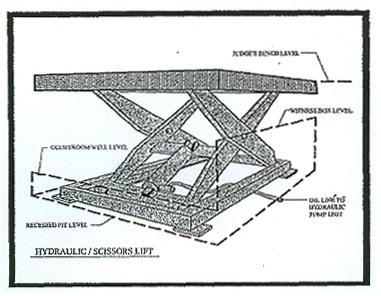 JUDGE'S BENCH LEVEL
WITNESS BOX LEVEL
COURTROOM WELL LEVEL
OIL LINE TO
HYDRAULIC
PUMP UNIT
RECESSED PIT LEVEL
HYDRAULIC / SCISSORS LIFT